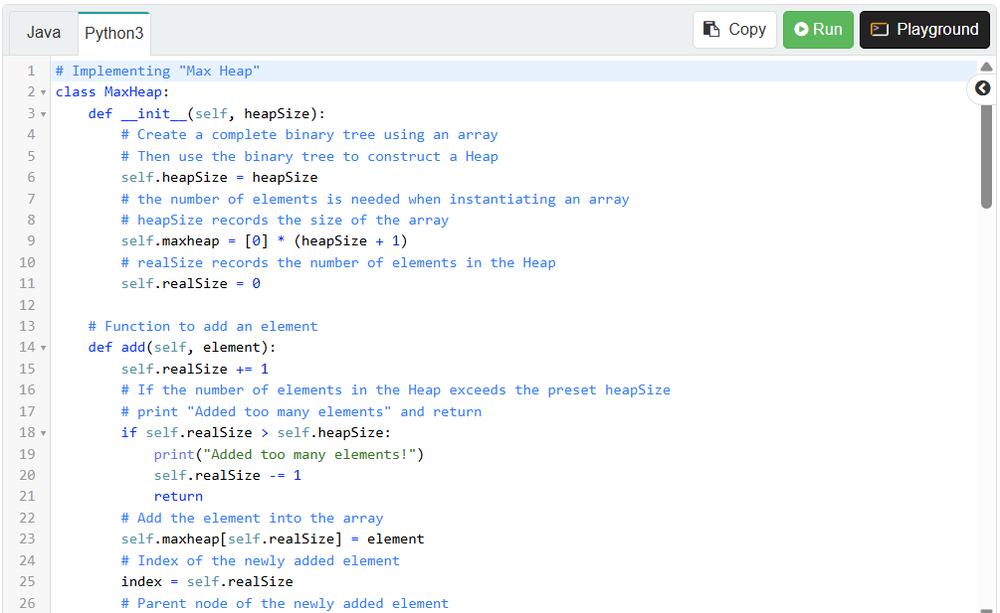 Java Python3 Copy Run Playground
1 # Implementing "Max Heap"
2 class MaxHeap:
3     def __init__(self, heapSize):
4         # Create a complete binary tree using an array
5         # Then use the binary tree to construct a Heap
6         self.heapSize = heapSize
7         # the number of elements is needed when instantiating an array
8         # heapSize records the size of the array
9         self.maxheap = [0] * (heapSize + 1)
10         # realSize records the number of elements in the Heap
11         self.realSize = 0
12
13     # Function to add an element
14     def add(self, element):
15         self.realSize += 1
16         # If the number of elements in the Heap exceeds the preset heapSize
17         # print "Added too many elements" and return
18         if self.realSize > self.heapSize:
19             print("Added too many elements!")
20             self.realSize -= 1
21             return
22         # Add the element into the array
23         self.maxheap[self.realSize] = element
24         # Index of the newly added element
25         index = self.realSize
26         # Parent node of the newly added element